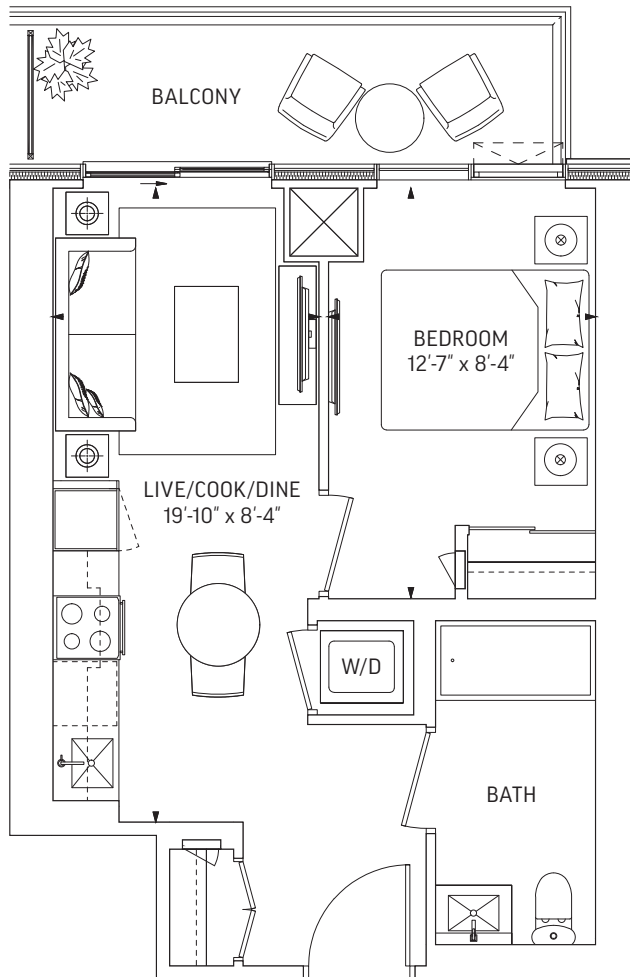 BALCONY
BEDROOM
12'-7" x 8'-4"
LIVE/COOK/DINE
19'-10" x 8'-4"
W/D
BATH